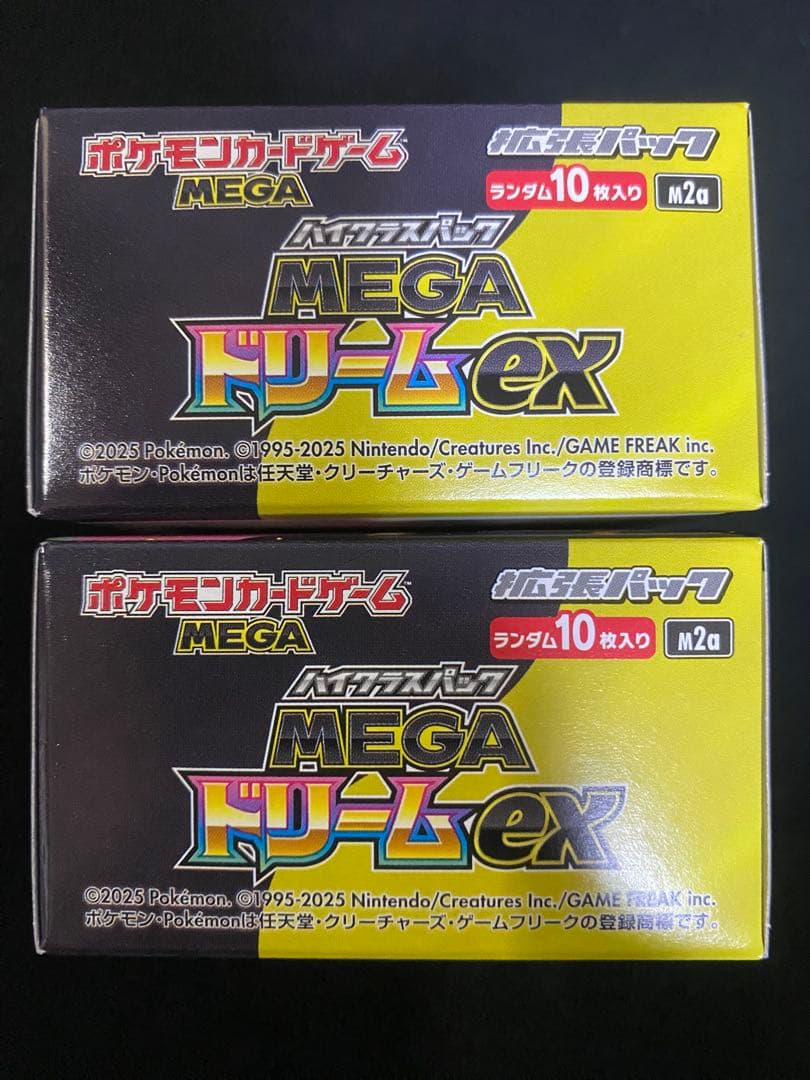 ポケモンカードゲーム™
MEGA
拡張パック
ランダム10枚入り
M2a
ハイクラスパック
MEGA
ドリームex
©2025 Pokémon. ©1995-2025 Nintendo/Creatures Inc./GAME FREAK inc.
ポケモン・Pokémonは任天堂・クリーチャーズ・ゲームフリークの登録商標です。
ポケモンカードゲーム™
MEGA
拡張パック
ランダム10枚入り
M2a
ハイクラスパック
MEGA
ドリームex
©2025 Pokémon. ©1995-2025 Nintendo/Creatures Inc./GAME FREAK inc.
ポケモン・Pokémonは任天堂・クリーチャーズ・ゲームフリークの登録商標です。